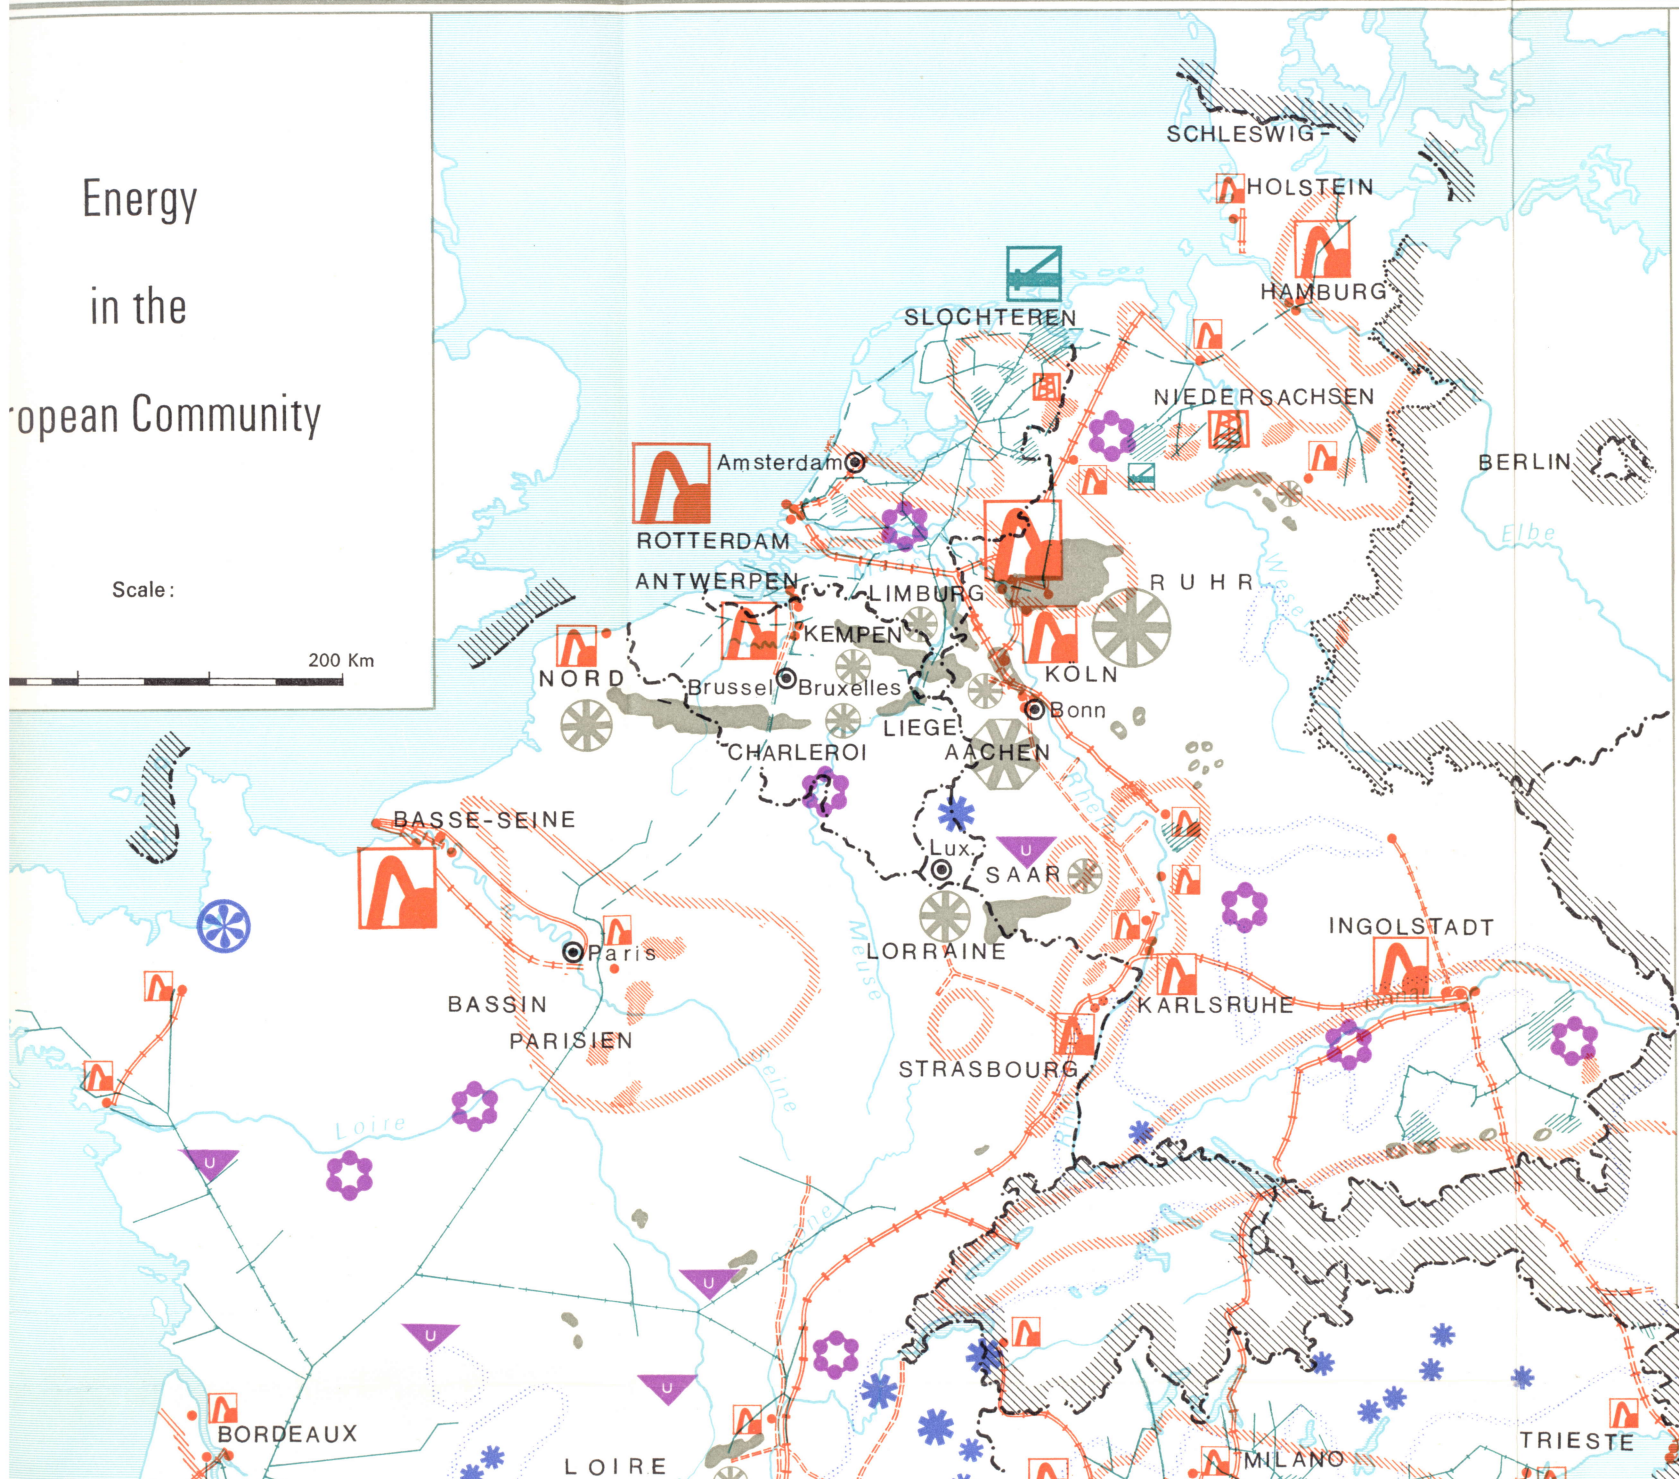 Energy
in the
ropean Community
Scale:
200 Km
SCHLESWIG-
HOLSTEIN
HAMBURG
SLOCHTEREN
NIEDERSACHSEN
Amsterdam
BERLIN
Elbe
ROTTERDAM
Weser
ANTWERPEN
LIMBURG
RUHR
KEMPEN
NORD
KÖLN
Brussel
Bruxelles
Bonn
LIEGE
CHARLEROI
AACHEN
Rhein
BASSE-SEINE
Lux.
U
SAAR
INGOLSTADT
Paris
LORRAINE
Meuse
BASSIN
KARLSRUHE
PARISIEN
STRASBOURG
Seine
Loire
U
U
U
U
BORDEAUX
TRIESTE
LOIRE
MILANO